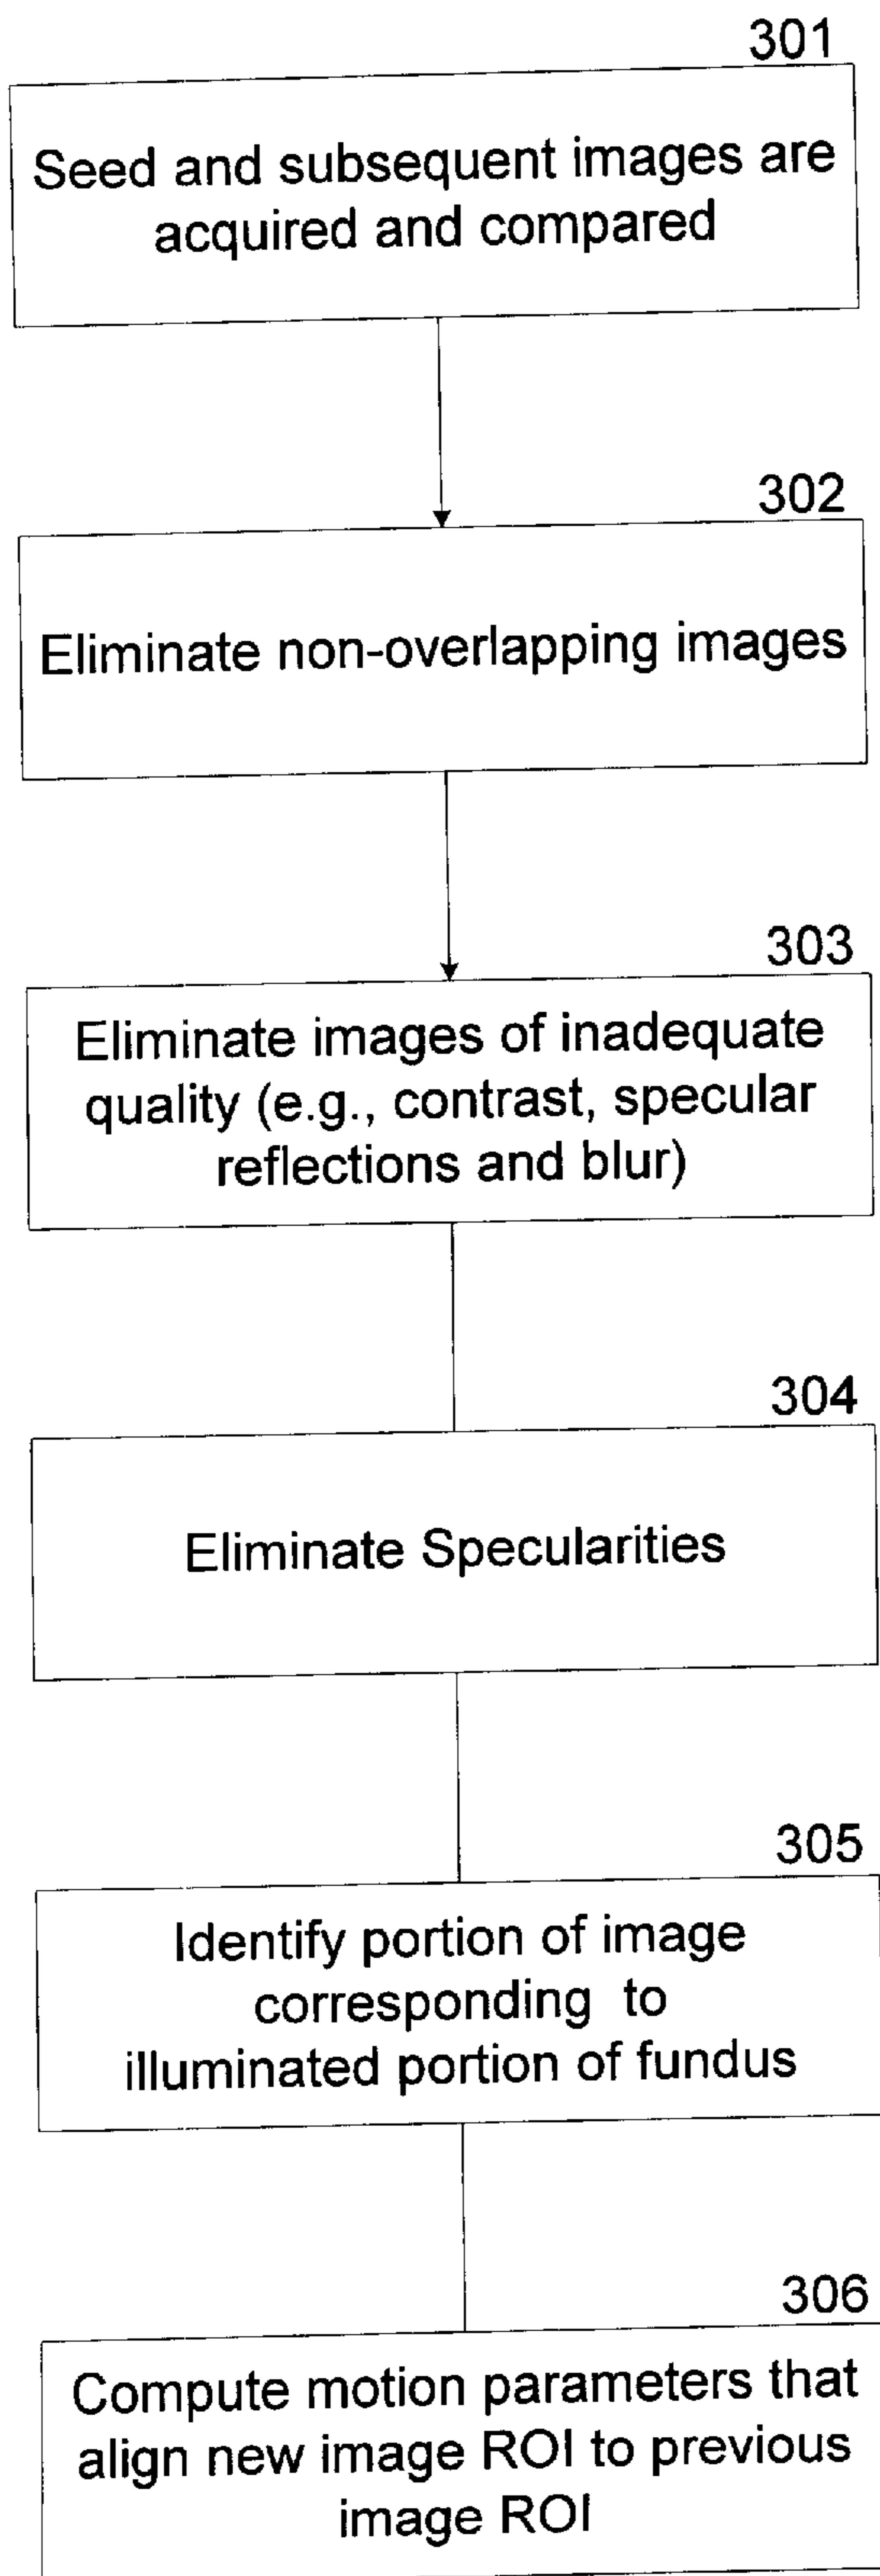 301
Seed and subsequent images are
acquired and compared
302
Eliminate non-overlapping images
303
Eliminate images of inadequate
quality (e.g., contrast, specular
reflections and blur)
304
Eliminate Specularities
305
Identify portion of image
corresponding to
illuminated portion of fundus
306
Compute motion parameters that
align new image ROI to previous
image ROI